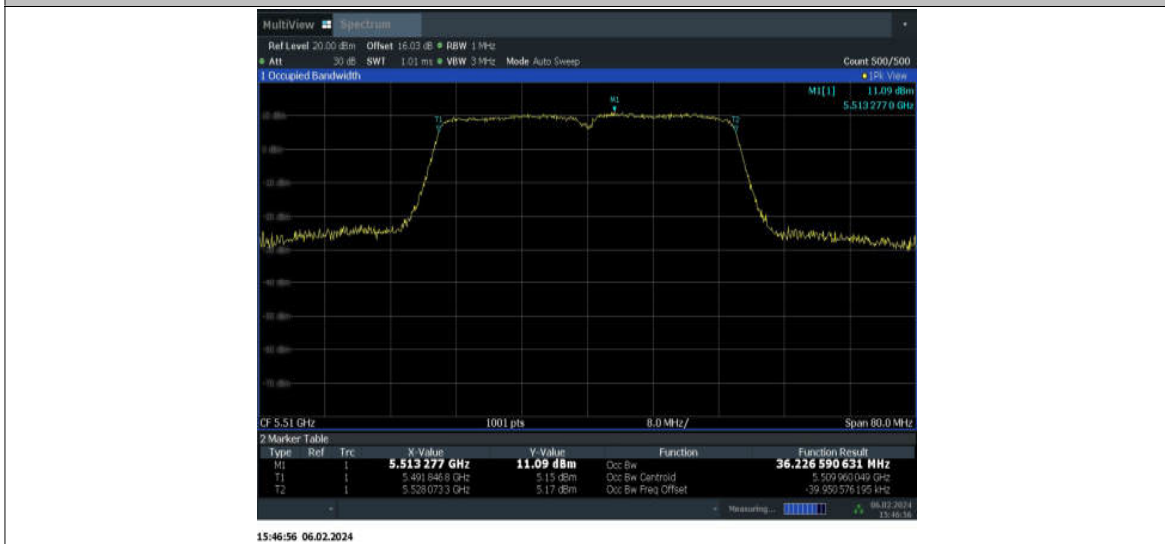 MultiView Spectrum
Ref Level 20.00 dBm Offset 16.03 dB RBW 1 MHz
Att 30 dB SWT 1.01 ms VBW 3 MHz Mode Auto Sweep Count 500/500
1 Occupied Bandwidth 1Pk View
M1[1] 11.09 dBm
5.513 277 0 GHz
M1
T1
T2
CF 5.51 GHz 1001 pts 8.0 MHz/ Span 80.0 MHz
2 Marker Table
Type Ref Trc X-Value Y-Value Function Function Result
M1 1 5.513 277 GHz 11.09 dBm Occ Bw 36.226 590 631 MHz
T1 1 5.491 846 8 GHz 5.15 dBm Occ Bw Centroid 5.509 960 049 GHz
T2 1 5.528 073 3 GHz 5.17 dBm Occ Bw Freq Offset -39.950 576 195 kHz
Measuring... 06.02.2024
15:46:56
15:46:56 06.02.2024